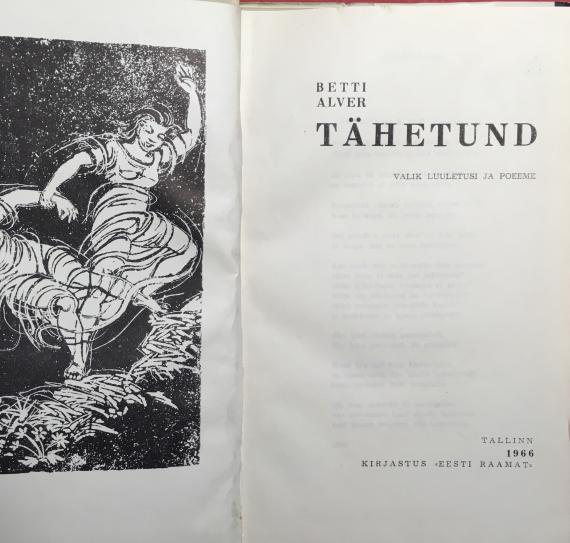 BETTI
ALVER
TÄHETUND
VALIK LUULETUSI JA POEEME
TALLINN
1966
KIRJASTUS «EESTI RAAMAT»